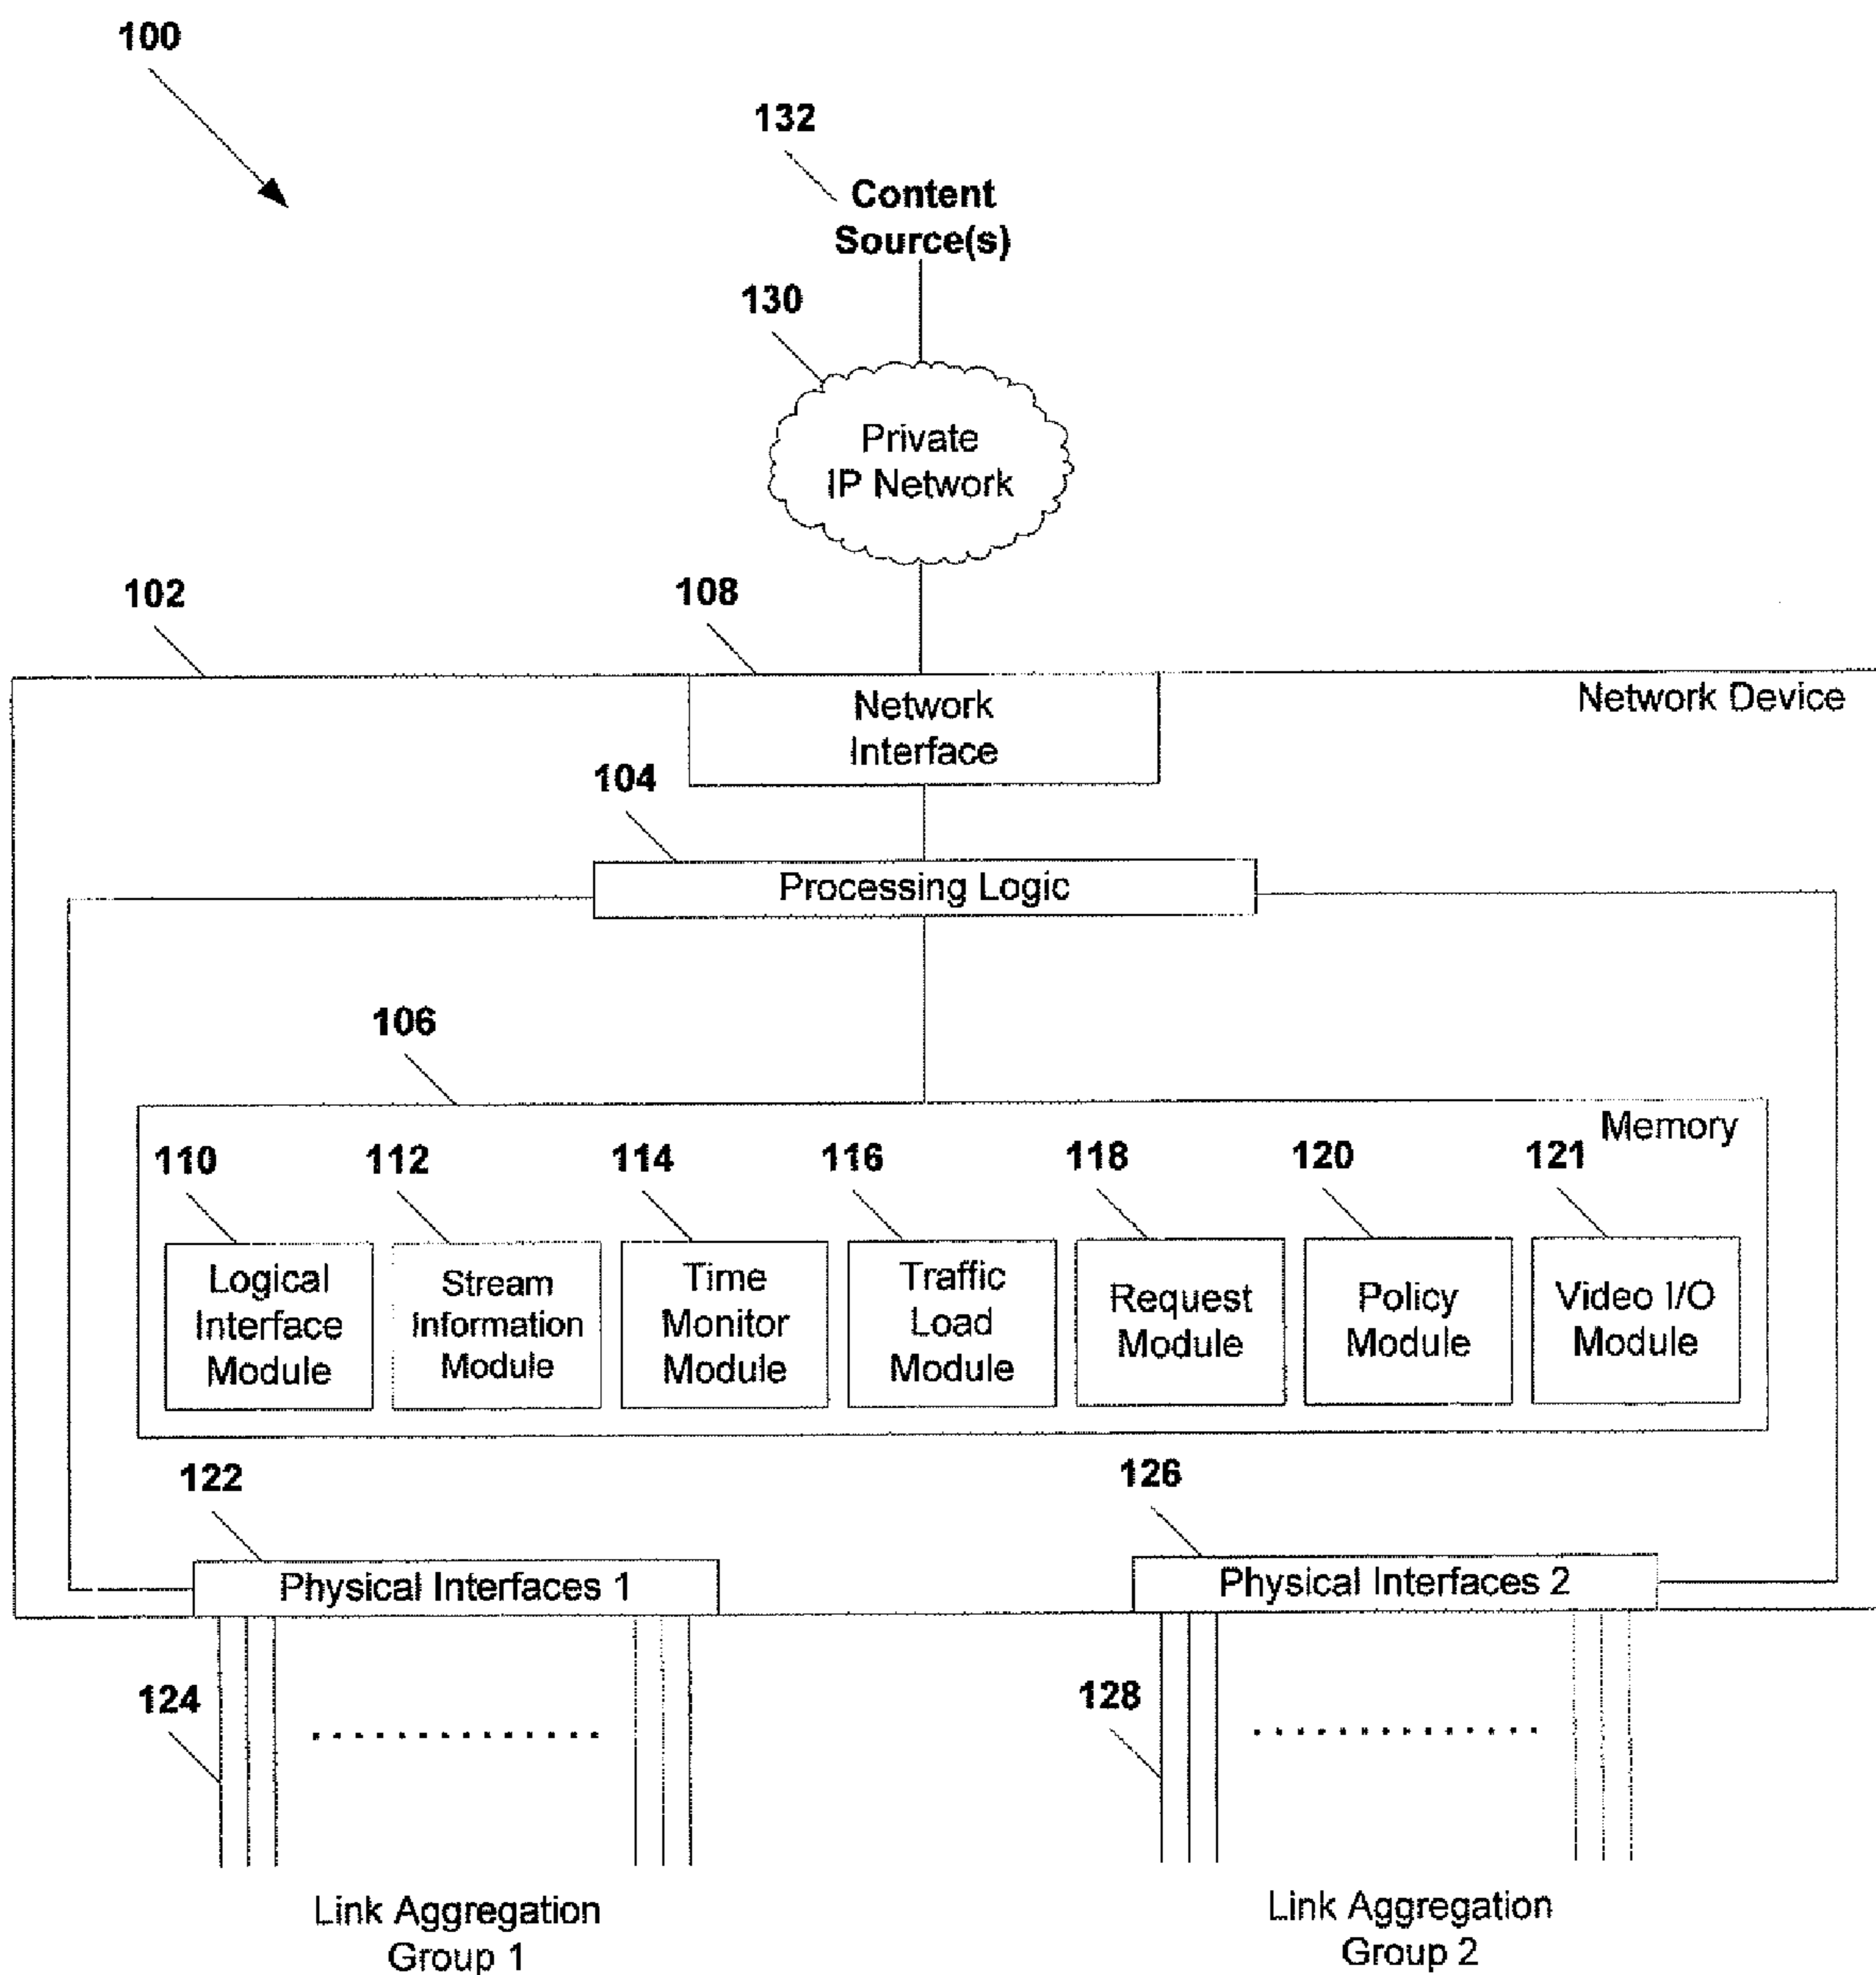 100
132
Content
Source(s)
130
Private
IP Network
102
108
Network
Interface
Network Device
104
Processing Logic
106
Memory
110
112
114
116
118
120
121
Logical
Interface
Module
Stream
Information
Module
Time
Monitor
Module
Traffic
Load
Module
Request
Module
Policy
Module
Video I/O
Module
122
126
Physical Interfaces 1
Physical Interfaces 2
124
128
Link Aggregation
Group 1
Link Aggregation
Group 2